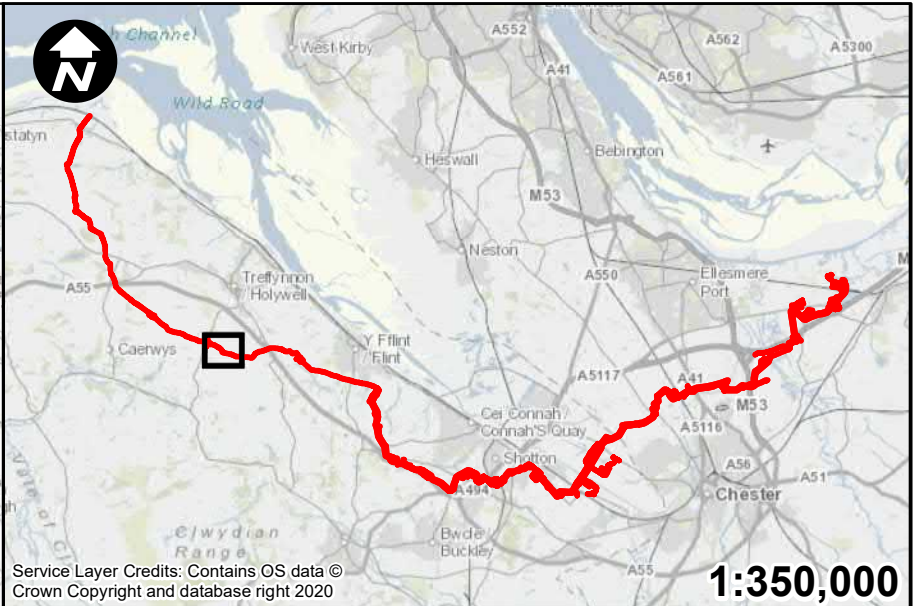 N
Channel
West Kirby
A552
A562
A5300
A41
A561
Wild Road
statyn
Heswall
Bebington
M53
Neston
A55
Treffynnon
Holywell
A550
Ellesmere
Port
M
Caerwys
Y Fflint
Flint
A5117
A41
M53
Cei Connah
Connah'S Quay
A5116
Shotton
A56
A51
A494
Chester
Clwydian
Range
Bwcle
Buckley
A55
Service Layer Credits: Contains OS data ©
Crown Copyright and database right 2020
1:350,000